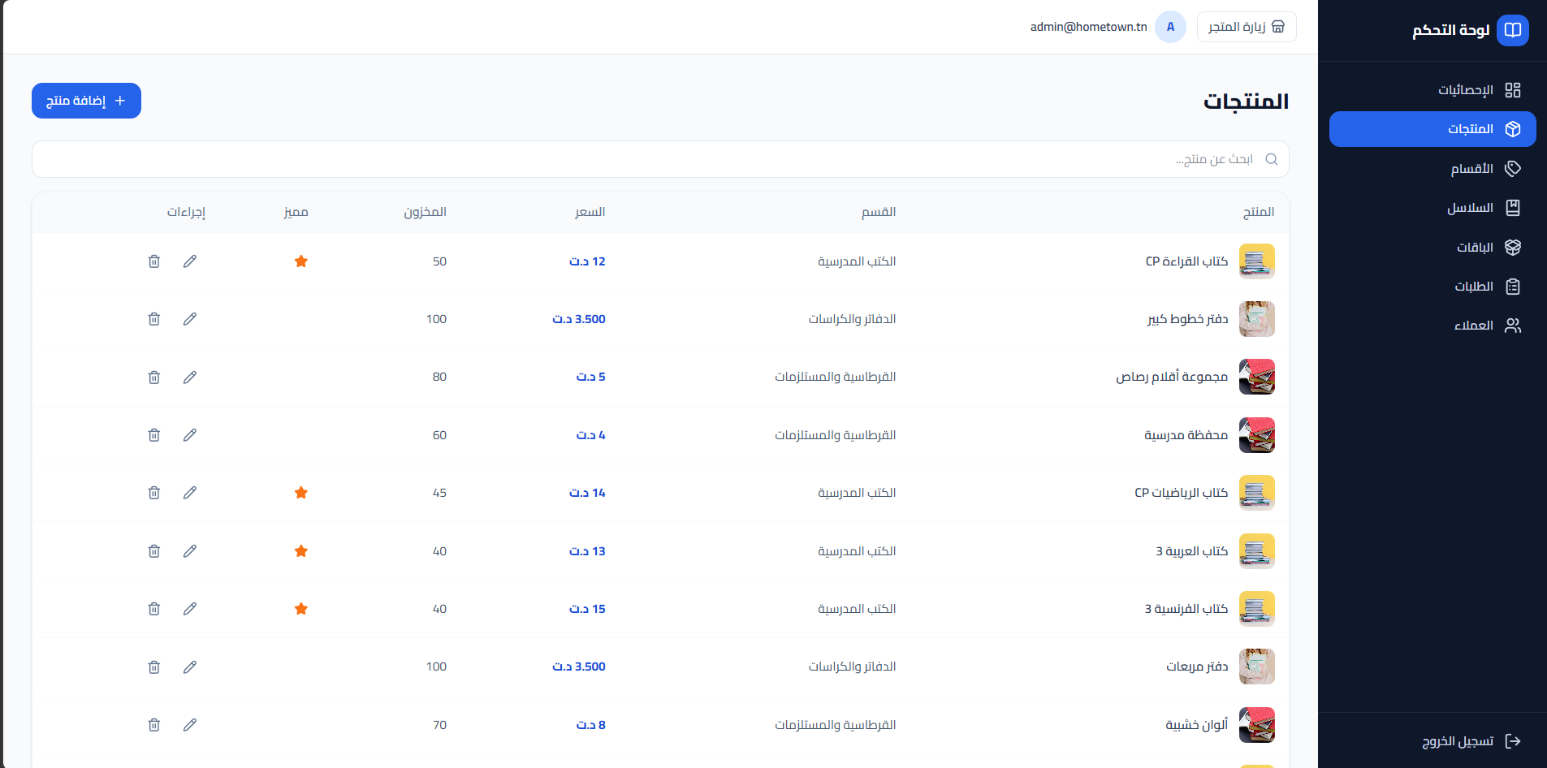 لوحة التحكم
الإحصائيات
المنتجات
الأقسام
السلاسل
الباقات
الطلبات
العملاء
تسجيل الخروج
زيارة المتجر
A
admin@hometown.tn
المنتجات
إضافة منتج +
ابحث عن منتج...
المنتج القسم السعر المخزون مميز إجراءات
كتاب القراءة CP الكتب المدرسية 12 د.ت 50
دفتر خطوط كبير الدفاتر والكراسات 3.500 د.ت 100
مجموعة أقلام رصاص القرطاسية والمستلزمات 5 د.ت 80
محفظة مدرسية القرطاسية والمستلزمات 4 د.ت 60
كتاب الرياضيات CP الكتب المدرسية 14 د.ت 45
كتاب العربية 3 الكتب المدرسية 13 د.ت 40
كتاب الفرنسية 3 الكتب المدرسية 15 د.ت 40
دفتر مربعات الدفاتر والكراسات 3.500 د.ت 100
ألوان خشبية القرطاسية والمستلزمات 8 د.ت 70